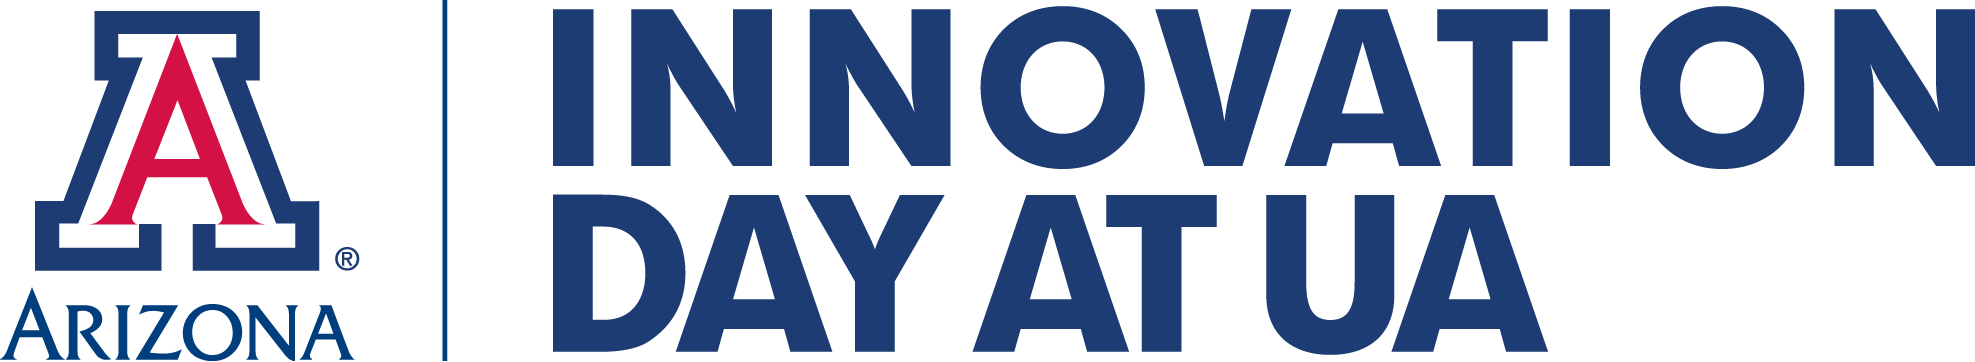 A
®
ARIZONA
INNOVATION
DAY AT UA